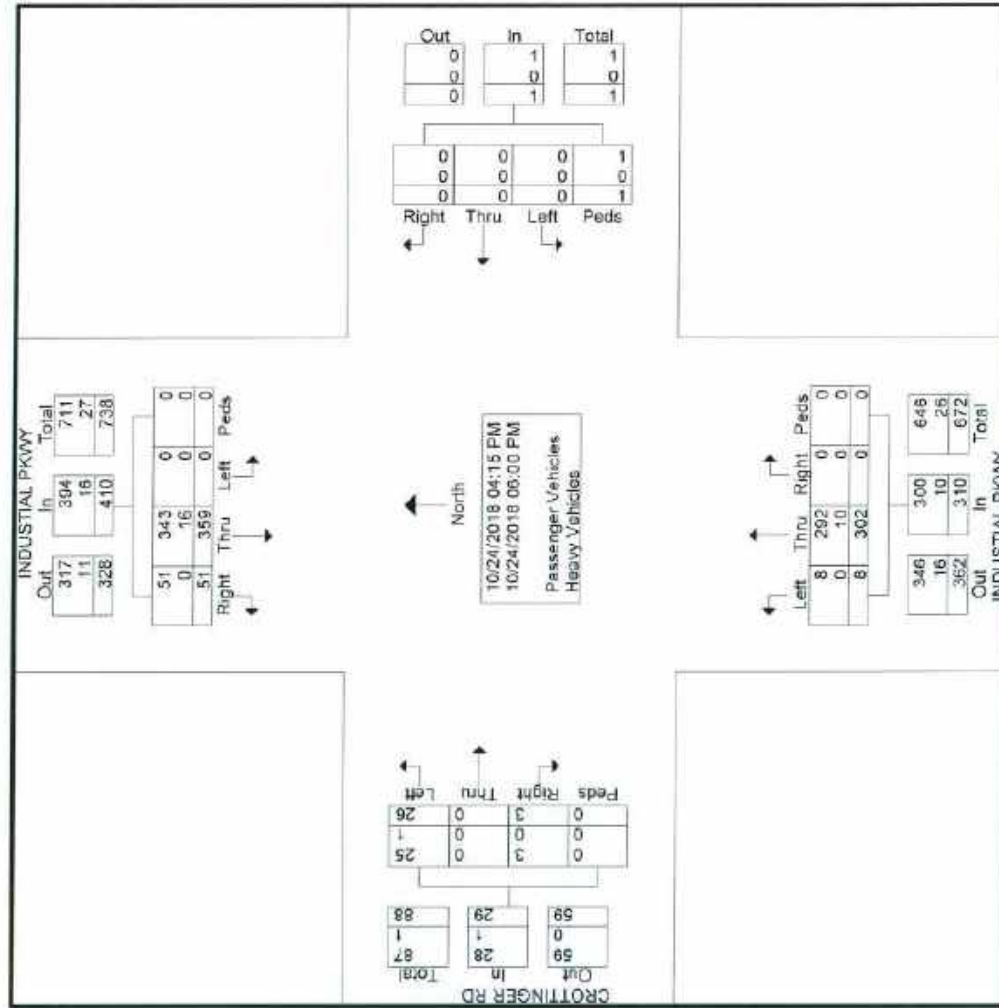 Out In Total
0 1 1
0 0 0
0 1 1
0 0 0 1
0 0 0 0
0 0 0 1
Right Thru Left Peds
INDUSTIAL PKWY
Out In Total
317 394 711
11 16 27
328 410 738
51 343 0 0
0 16 0 0
51 359 0 0
Right Thru Left Peds
North
10/24/2018 04:15 PM
10/24/2018 06:00 PM
Passenger Vehicles
Heavy Vehicles
Left Thru Right Peds
8 292 0 0
0 10 0 0
8 302 0 0
346 300 646
16 10 26
362 310 672
Out In Total
CROTTINGER RD
Out In Total
59 28 87
0 1 1
59 29 88
Peds Right Thru Left
0 3 0 25
0 0 0 1
0 3 0 26